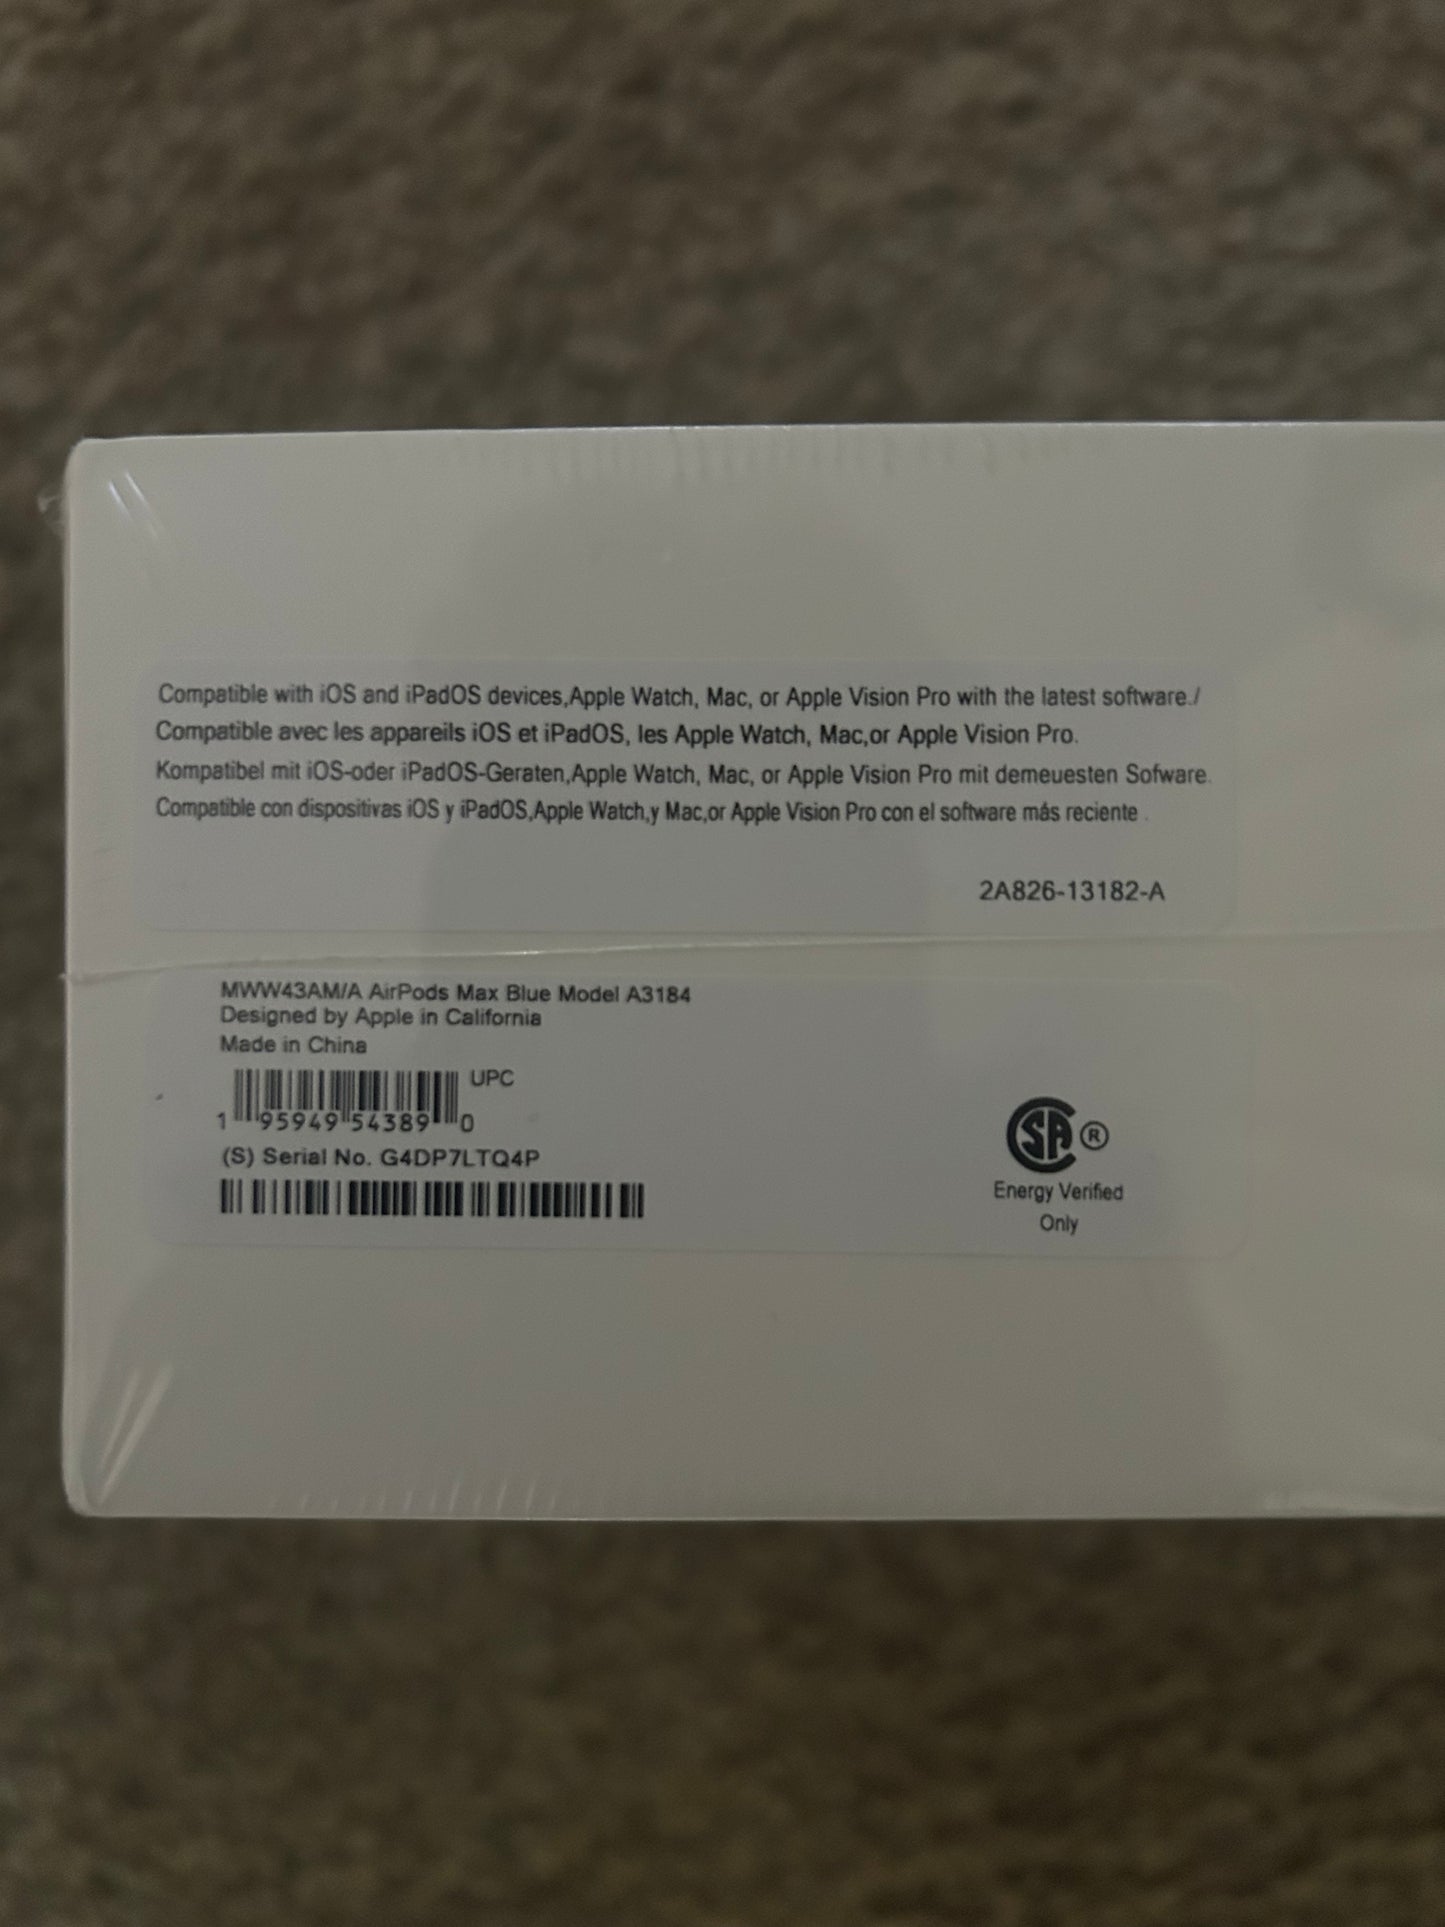 Compatible with iOS and iPadOS devices,Apple Watch, Mac, or Apple Vision Pro with the latest software./
Compatible avec les appareils iOS et iPadOS, les Apple Watch, Mac,or Apple Vision Pro.
Kompatibel mit iOS-oder iPadOS-Geraten,Apple Watch, Mac, or Apple Vision Pro mit demeuesten Sofware.
Compatible con dispositivas iOS y iPadOS,Apple Watch,y Mac,or Apple Vision Pro con el software más reciente .
2A826-13182-A
MWW43AM/A AirPods Max Blue Model A3184
Designed by Apple in California
Made in China
UPC
1 95949 54389 0
(S) Serial No. G4DP7LTQ4P
SA ®
Energy Verified
Only